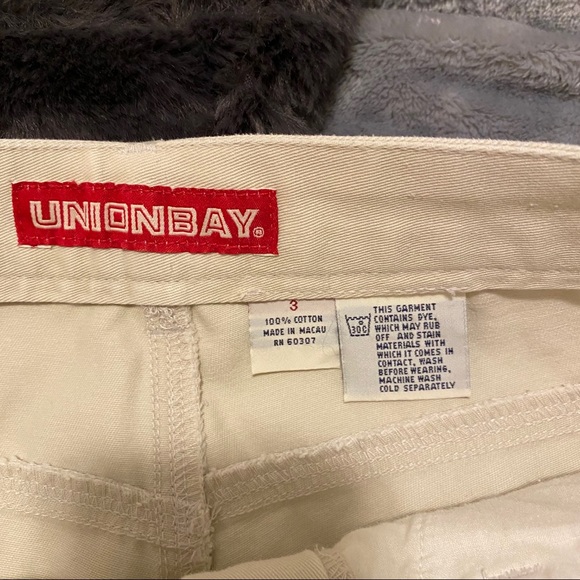 UNIONBAY®
3
100% COTTON
MADE IN MACAU
RN 60307
30C
THIS GARMENT
CONTAINS DYE,
WHICH MAY RUB
OFF AND STAIN
MATERIALS WITH
WHICH IT COMES IN
CONTACT, WASH
BEFORE WEARING,
MACHINE WASH
COLD SEPARATELY